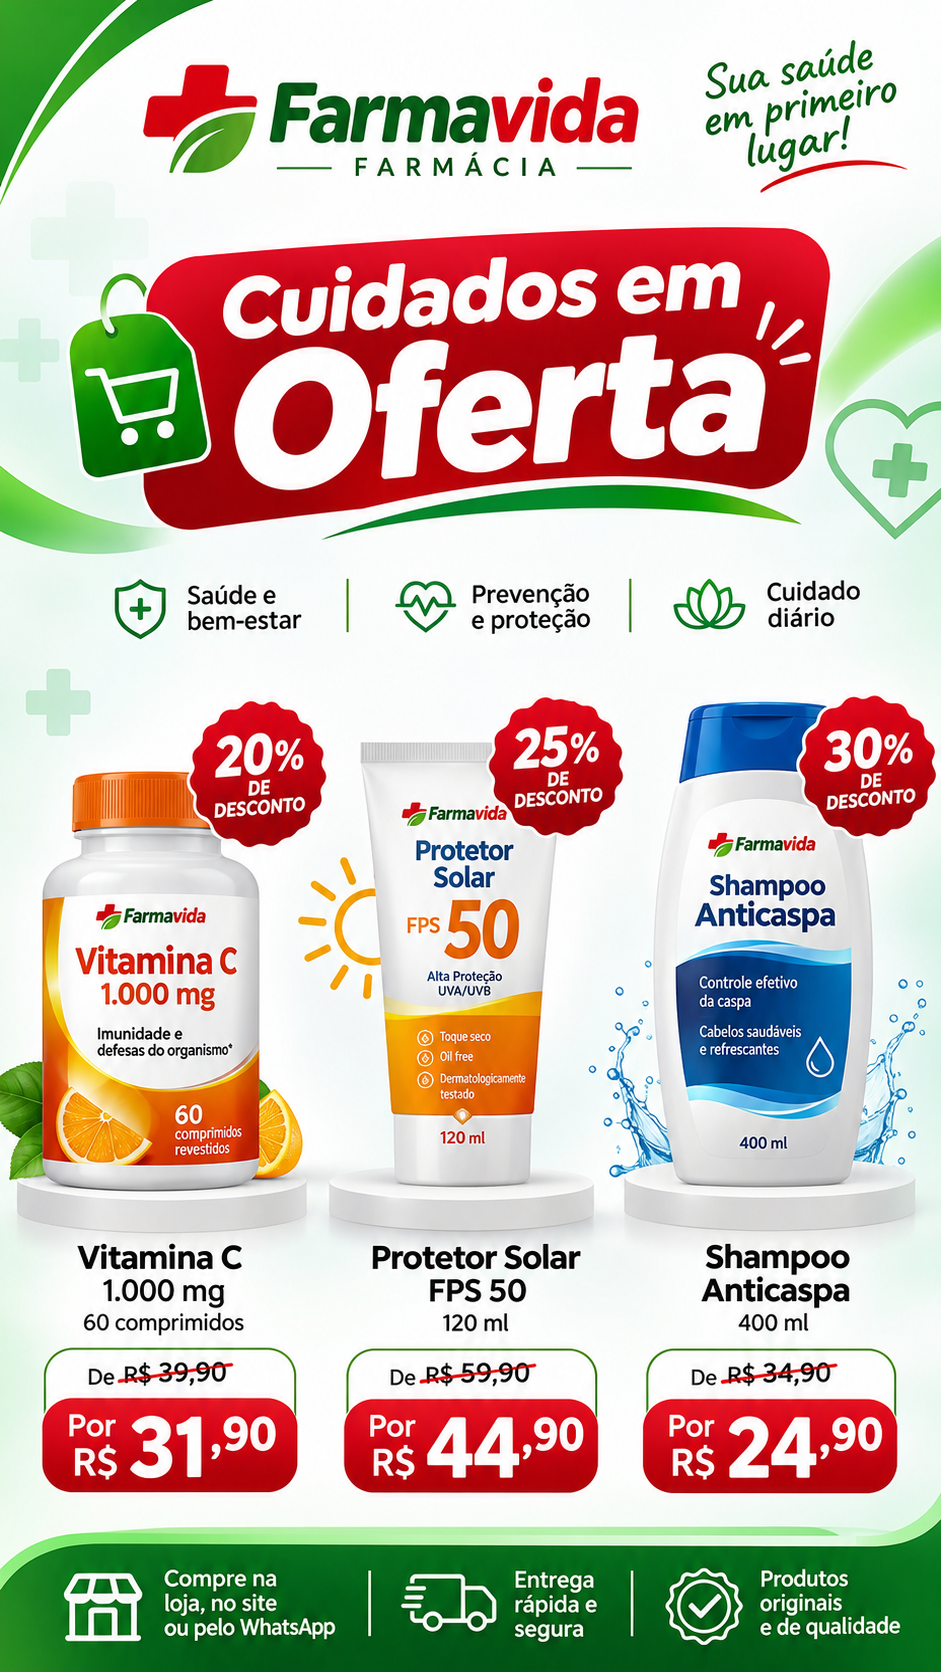 Farmavida
FARMÁCIA
Sua saúde
em primeiro
lugar!
Cuidados em
Oferta
Saúde e
bem-estar
Prevenção
e proteção
Cuidado
diário
20%
DE
DESCONTO
Farmavida
Vitamina C
1.000 mg
Imunidade e
defesas do organismo*
60
comprimidos
revestidos
25%
DE
DESCONTO
Farmavida
Protetor
Solar
FPS 50
Alta Proteção
UVA/UVB
Toque seco
Oil free
Dermatologicamente
testado
120 ml
30%
DE
DESCONTO
Farmavida
Shampoo
Anticaspa
Controle efetivo
da caspa
Cabelos saudáveis
e refrescantes
400 ml
Vitamina C
1.000 mg
60 comprimidos
De R$ 39,90
Por
R$ 31,90
Protetor Solar
FPS 50
120 ml
De R$ 59,90
Por
R$ 44,90
Shampoo
Anticaspa
400 ml
De R$ 34,90
Por
R$ 24,90
Compre na
loja, no site
ou pelo WhatsApp
Entrega
rápida e
segura
Produtos
originais
e de qualidade